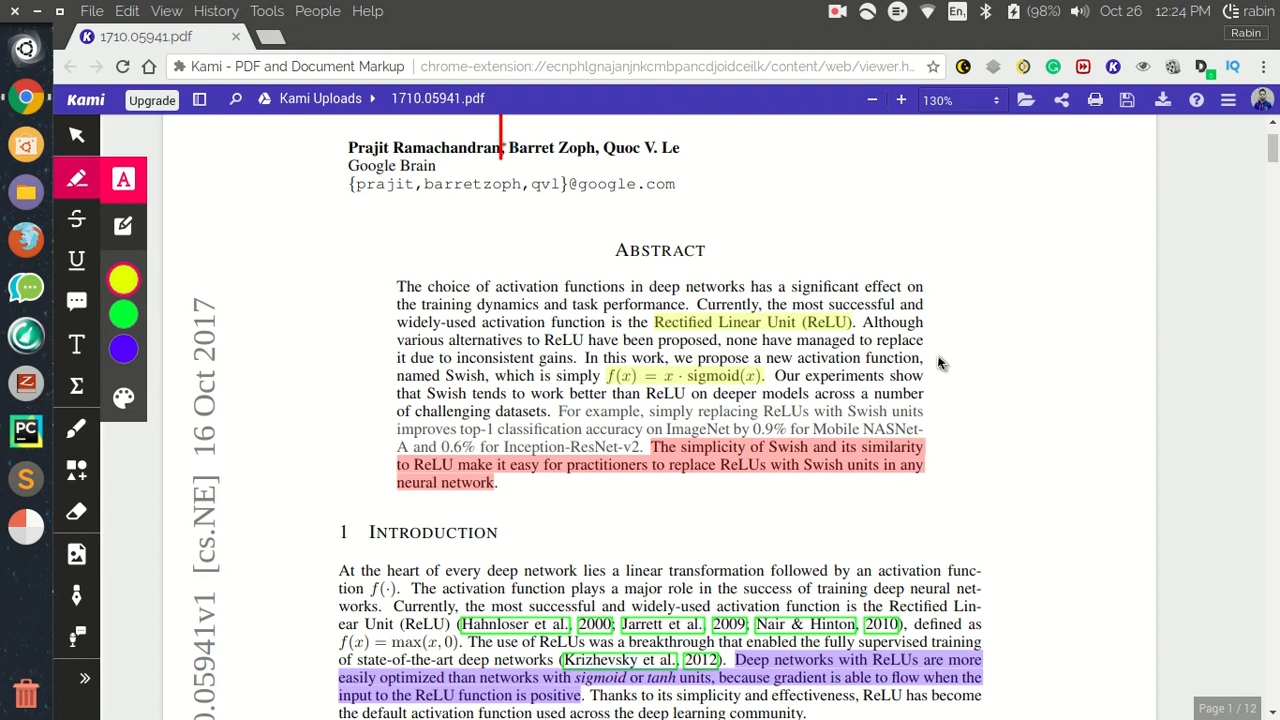 File Edit View History Tools People Help
En (98%) Oct 26 12:24 PM rabin
1710.05941.pdf
Rabin
Kami - PDF and Document Markup chrome-extension://ecnphlgnajanjnkcmbpancdjoidceilk/content/web/viewer.h...
Kami Upgrade Kami Uploads 1710.05941.pdf 130%
Prajit Ramachandran, Barret Zoph, Quoc V. Le
Google Brain
{prajit,barretzoph,qvl}@google.com
ABSTRACT
The choice of activation functions in deep networks has a significant effect on
the training dynamics and task performance. Currently, the most successful and
widely-used activation function is the Rectified Linear Unit (ReLU). Although
various alternatives to ReLU have been proposed, none have managed to replace
it due to inconsistent gains. In this work, we propose a new activation function,
named Swish, which is simply f(x) = x · sigmoid(x). Our experiments show
that Swish tends to work better than ReLU on deeper models across a number
of challenging datasets. For example, simply replacing ReLUs with Swish units
improves top-1 classification accuracy on ImageNet by 0.9% for Mobile NASNet-
A and 0.6% for Inception-ResNet-v2. The simplicity of Swish and its similarity
to ReLU make it easy for practitioners to replace ReLUs with Swish units in any
neural network.
1 INTRODUCTION
At the heart of every deep network lies a linear transformation followed by an activation func-
tion f(·). The activation function plays a major role in the success of training deep neural net-
works. Currently, the most successful and widely-used activation function is the Rectified Lin-
ear Unit (ReLU) (Hahnloser et al., 2000; Jarrett et al., 2009; Nair & Hinton, 2010), defined as
f(x) = max(x, 0). The use of ReLUs was a breakthrough that enabled the fully supervised training
of state-of-the-art deep networks (Krizhevsky et al., 2012). Deep networks with ReLUs are more
easily optimized than networks with sigmoid or tanh units, because gradient is able to flow when the
input to the ReLU function is positive. Thanks to its simplicity and effectiveness, ReLU has become
the default activation function used across the deep learning community.
0.05941v1 [cs.NE] 16 Oct 2017
Page 1 / 12